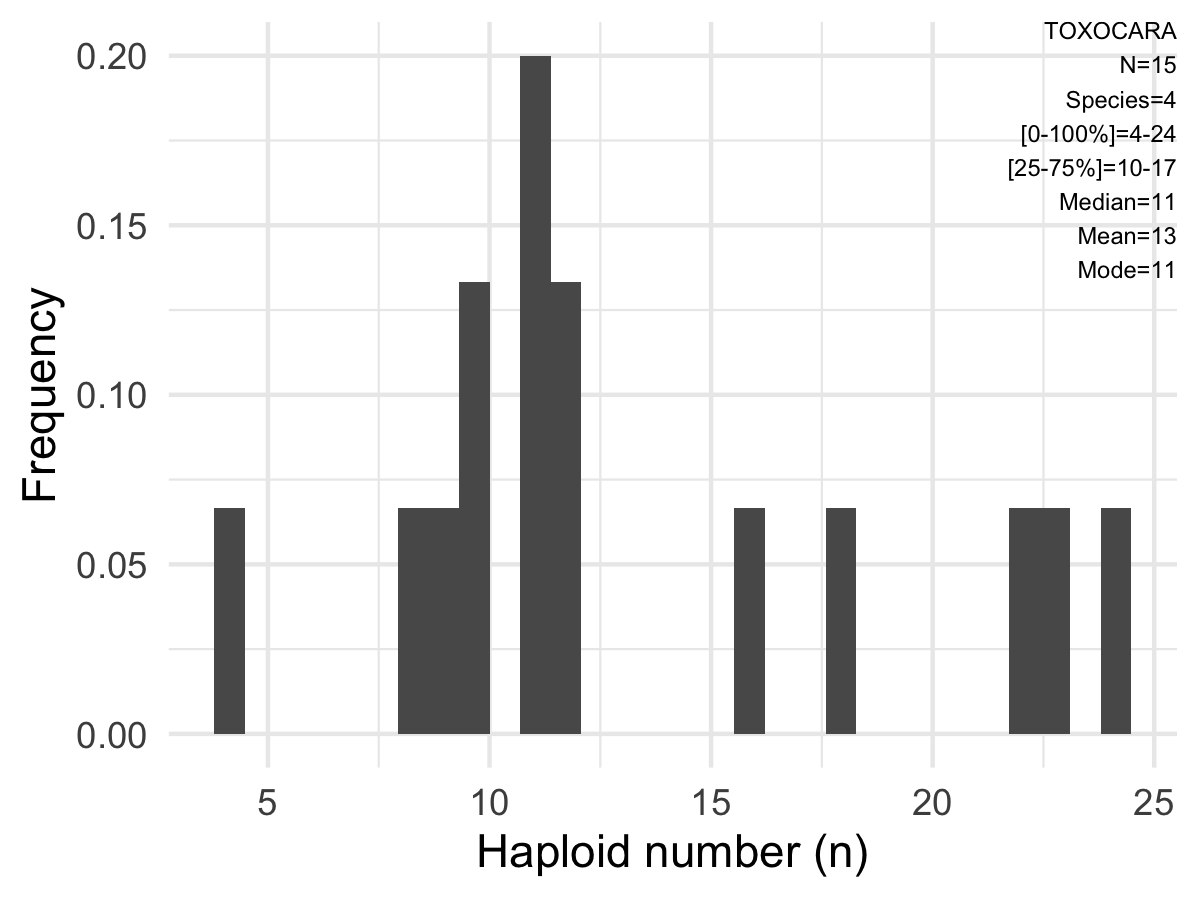 TOXOCARA
N=15
Species=4
[0-100%]=4-24
[25-75%]=10-17
Median=11
Mean=13
Mode=11
Frequency
0.20
0.15
0.10
0.05
0.00
5 10 15 20 25
Haploid number (n)